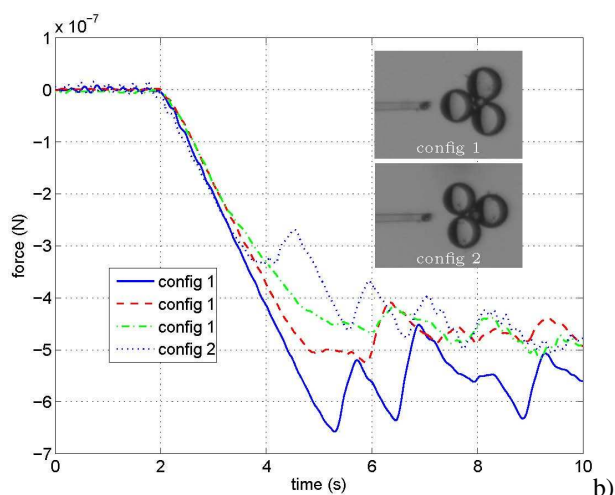 × 10⁻⁷
1
0
−1
−2
−3
−4
−5
−6
−7
force (N)
config 1
config 2
config 1
config 1
config 1
config 2
0 2 4 6 8 10
time (s)
b)